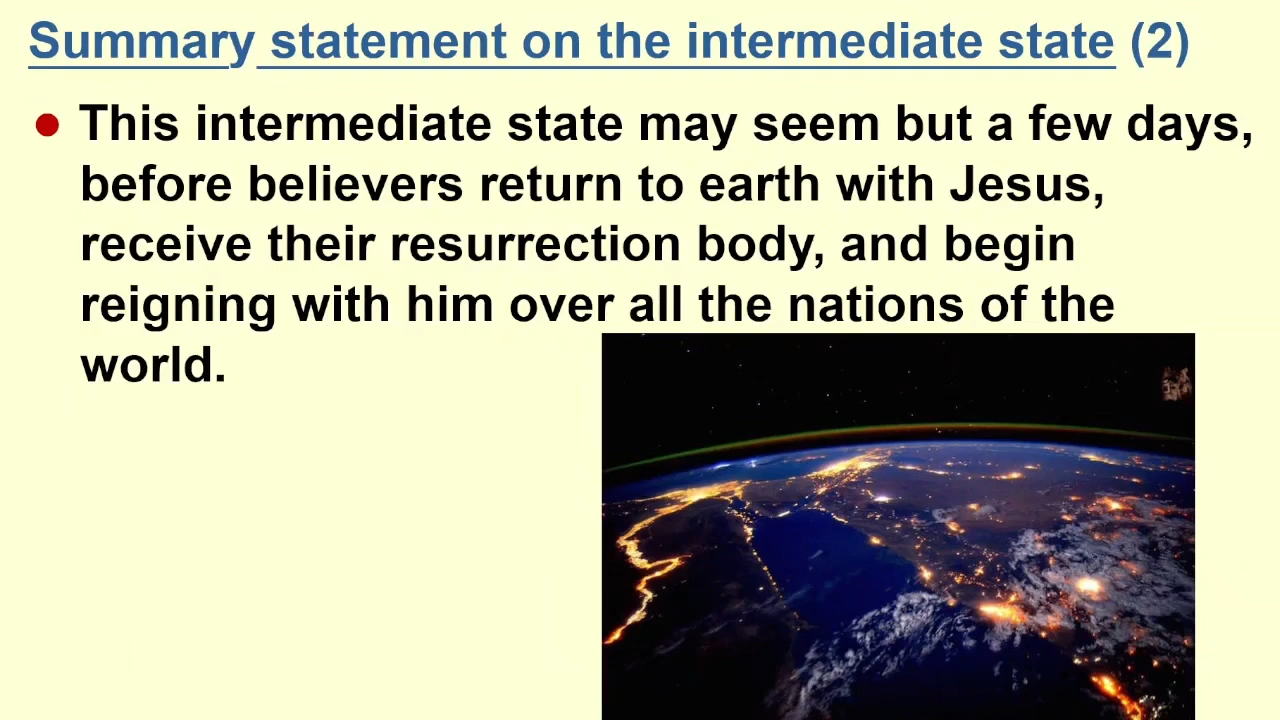 Summary statement on the intermediate state (2)
● This intermediate state may seem but a few days,
before believers return to earth with Jesus,
receive their resurrection body, and begin
reigning with him over all the nations of the
world.